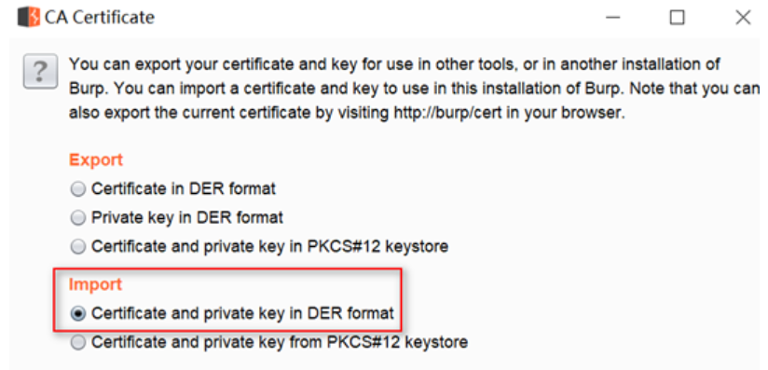 CA Certificate
?
You can export your certificate and key for use in other tools, or in another installation of
Burp. You can import a certificate and key to use in this installation of Burp. Note that you can
also export the current certificate by visiting http://burp/cert in your browser.
Export
Certificate in DER format
Private key in DER format
Certificate and private key in PKCS#12 keystore
Import
Certificate and private key in DER format
Certificate and private key from PKCS#12 keystore